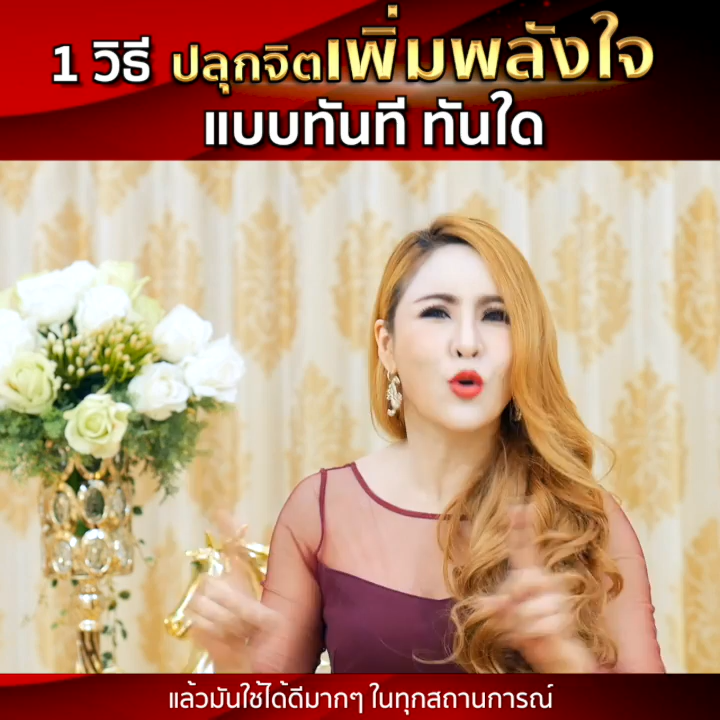 1 วิธี ปลุกจิตเพิ่มพลังใจ
แบบทันที ทันใด
แล้วมันใช้ได้ดีมากๆ ในทุกสถานการณ์